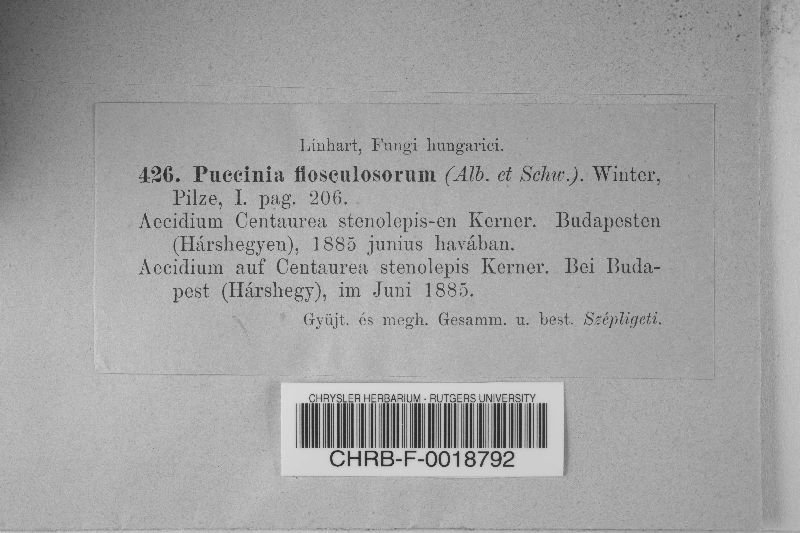 Linhart, Fungi hungarici.
426. Puccinia flosculosorum (Alb. et Schw.). Winter,
Pilze, I. pag. 206.
Aecidium Centaurea stenolepis-en Kerner. Budapesten
(Hárshegyen), 1885 junius havában.
Aecidium auf Centaurea stenolepis Kerner. Bei Buda-
pest (Hárshegy), im Juni 1885.
Gyüjt. és megh. Gesamm. u. best. Szépligeti.
CHRYSLER HERBARIUM - RUTGERS UNIVERSITY
CHRB-F-0018792